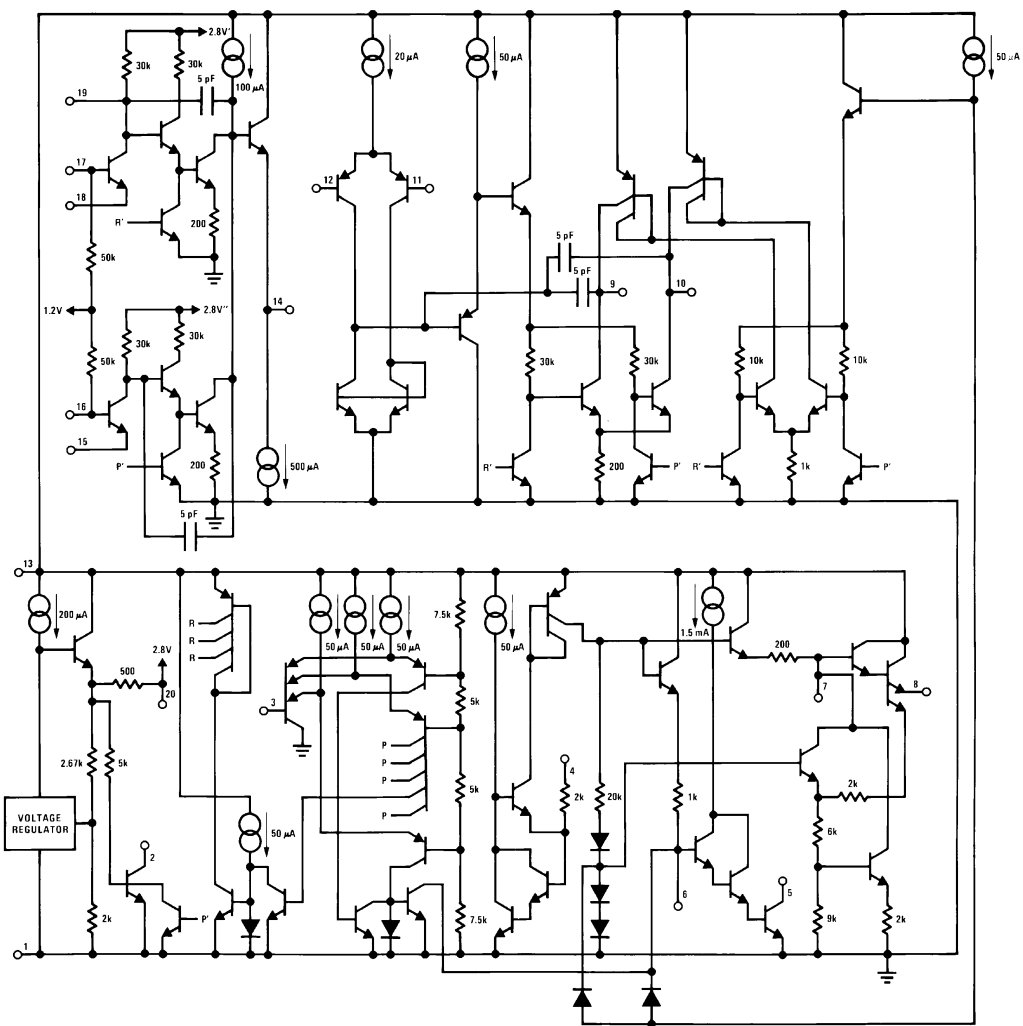 2.8V'
30k
30k
5 pF
100 µA
20 µA
50 µA
50 µA
19
17
18
R'
200
50k
12
11
5 pF
5 pF
9
10
1.2V
14
2.8V''
30k
30k
50k
30k
30k
10k
10k
16
15
P'
200
500 µA
R'
200
P'
R'
1k
P'
5 pF
13
200 µA
R
R
R
50 µA
50 µA
50 µA
7.5k
50 µA
1.5 mA
200
2.8V
500
20
3
5k
7
8
2.67k
5k
P
P
P
P
5k
4
2k
20k
1k
2k
VOLTAGE
REGULATOR
50 µA
6k
2
P'
2k
7.5k
6
5
9k
2k
1